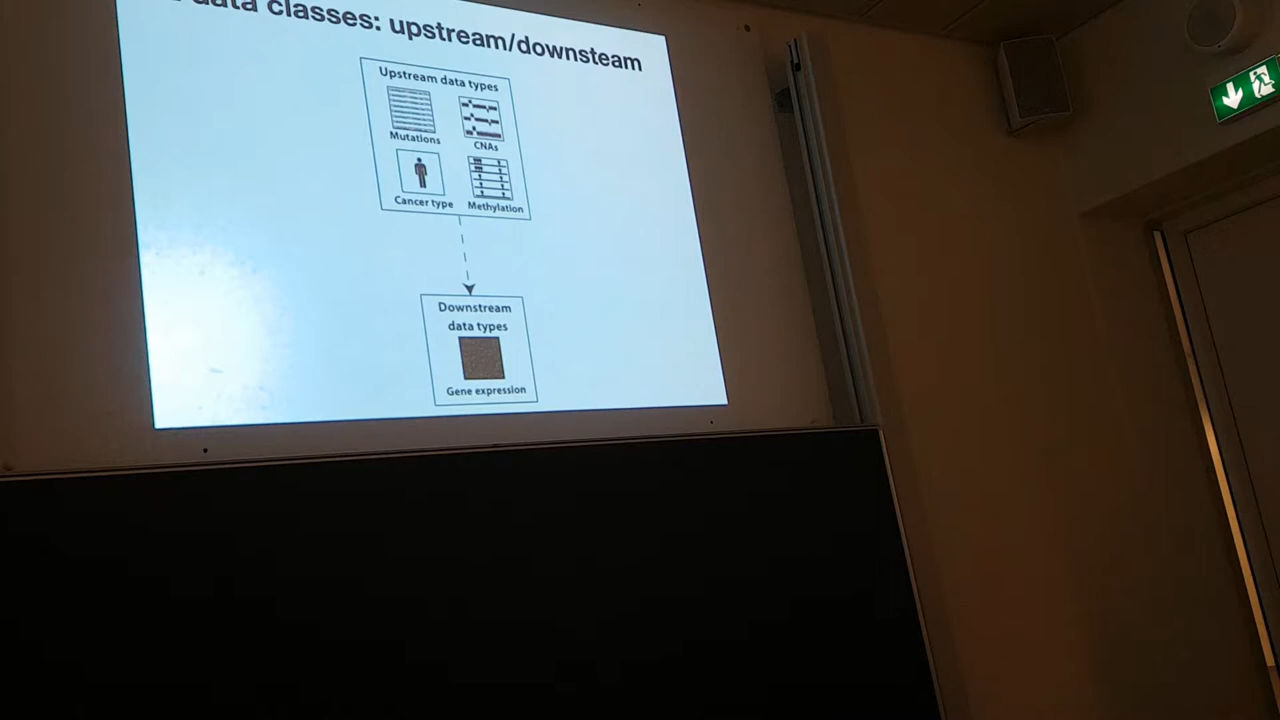 data classes: upstream/downsteam
Upstream data types
Mutations
CNAs
Cancer type
Methylation
Downstream
data types
Gene expression